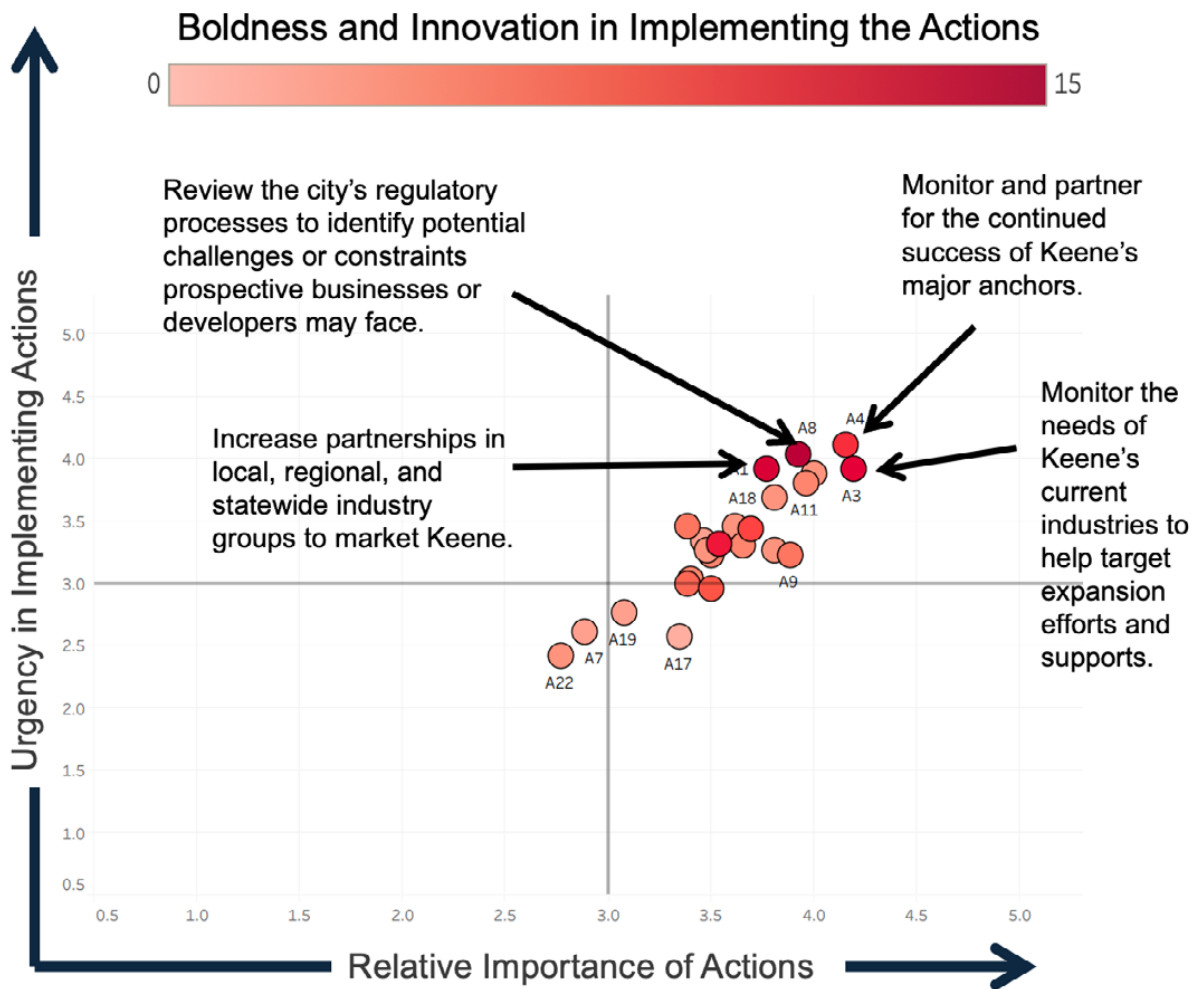 Boldness and Innovation in Implementing the Actions
0
15
Review the city's regulatory
processes to identify potential
challenges or constraints
prospective businesses or
developers may face.
Monitor and partner
for the continued
success of Keene's
major anchors.
Increase partnerships in
local, regional, and
statewide industry
groups to market Keene.
Monitor the
needs of
Keene's
current
industries to
help target
expansion
efforts and
supports.
Urgency in Implementing Actions
5.0
4.5
4.0
3.5
3.0
2.5
2.0
1.5
1.0
0.5
A8
A4
A3
A18
A11
A9
A19
A17
A7
A22
0.5 1.0 1.5 2.0 2.5 3.0 3.5 4.0 4.5 5.0
Relative Importance of Actions